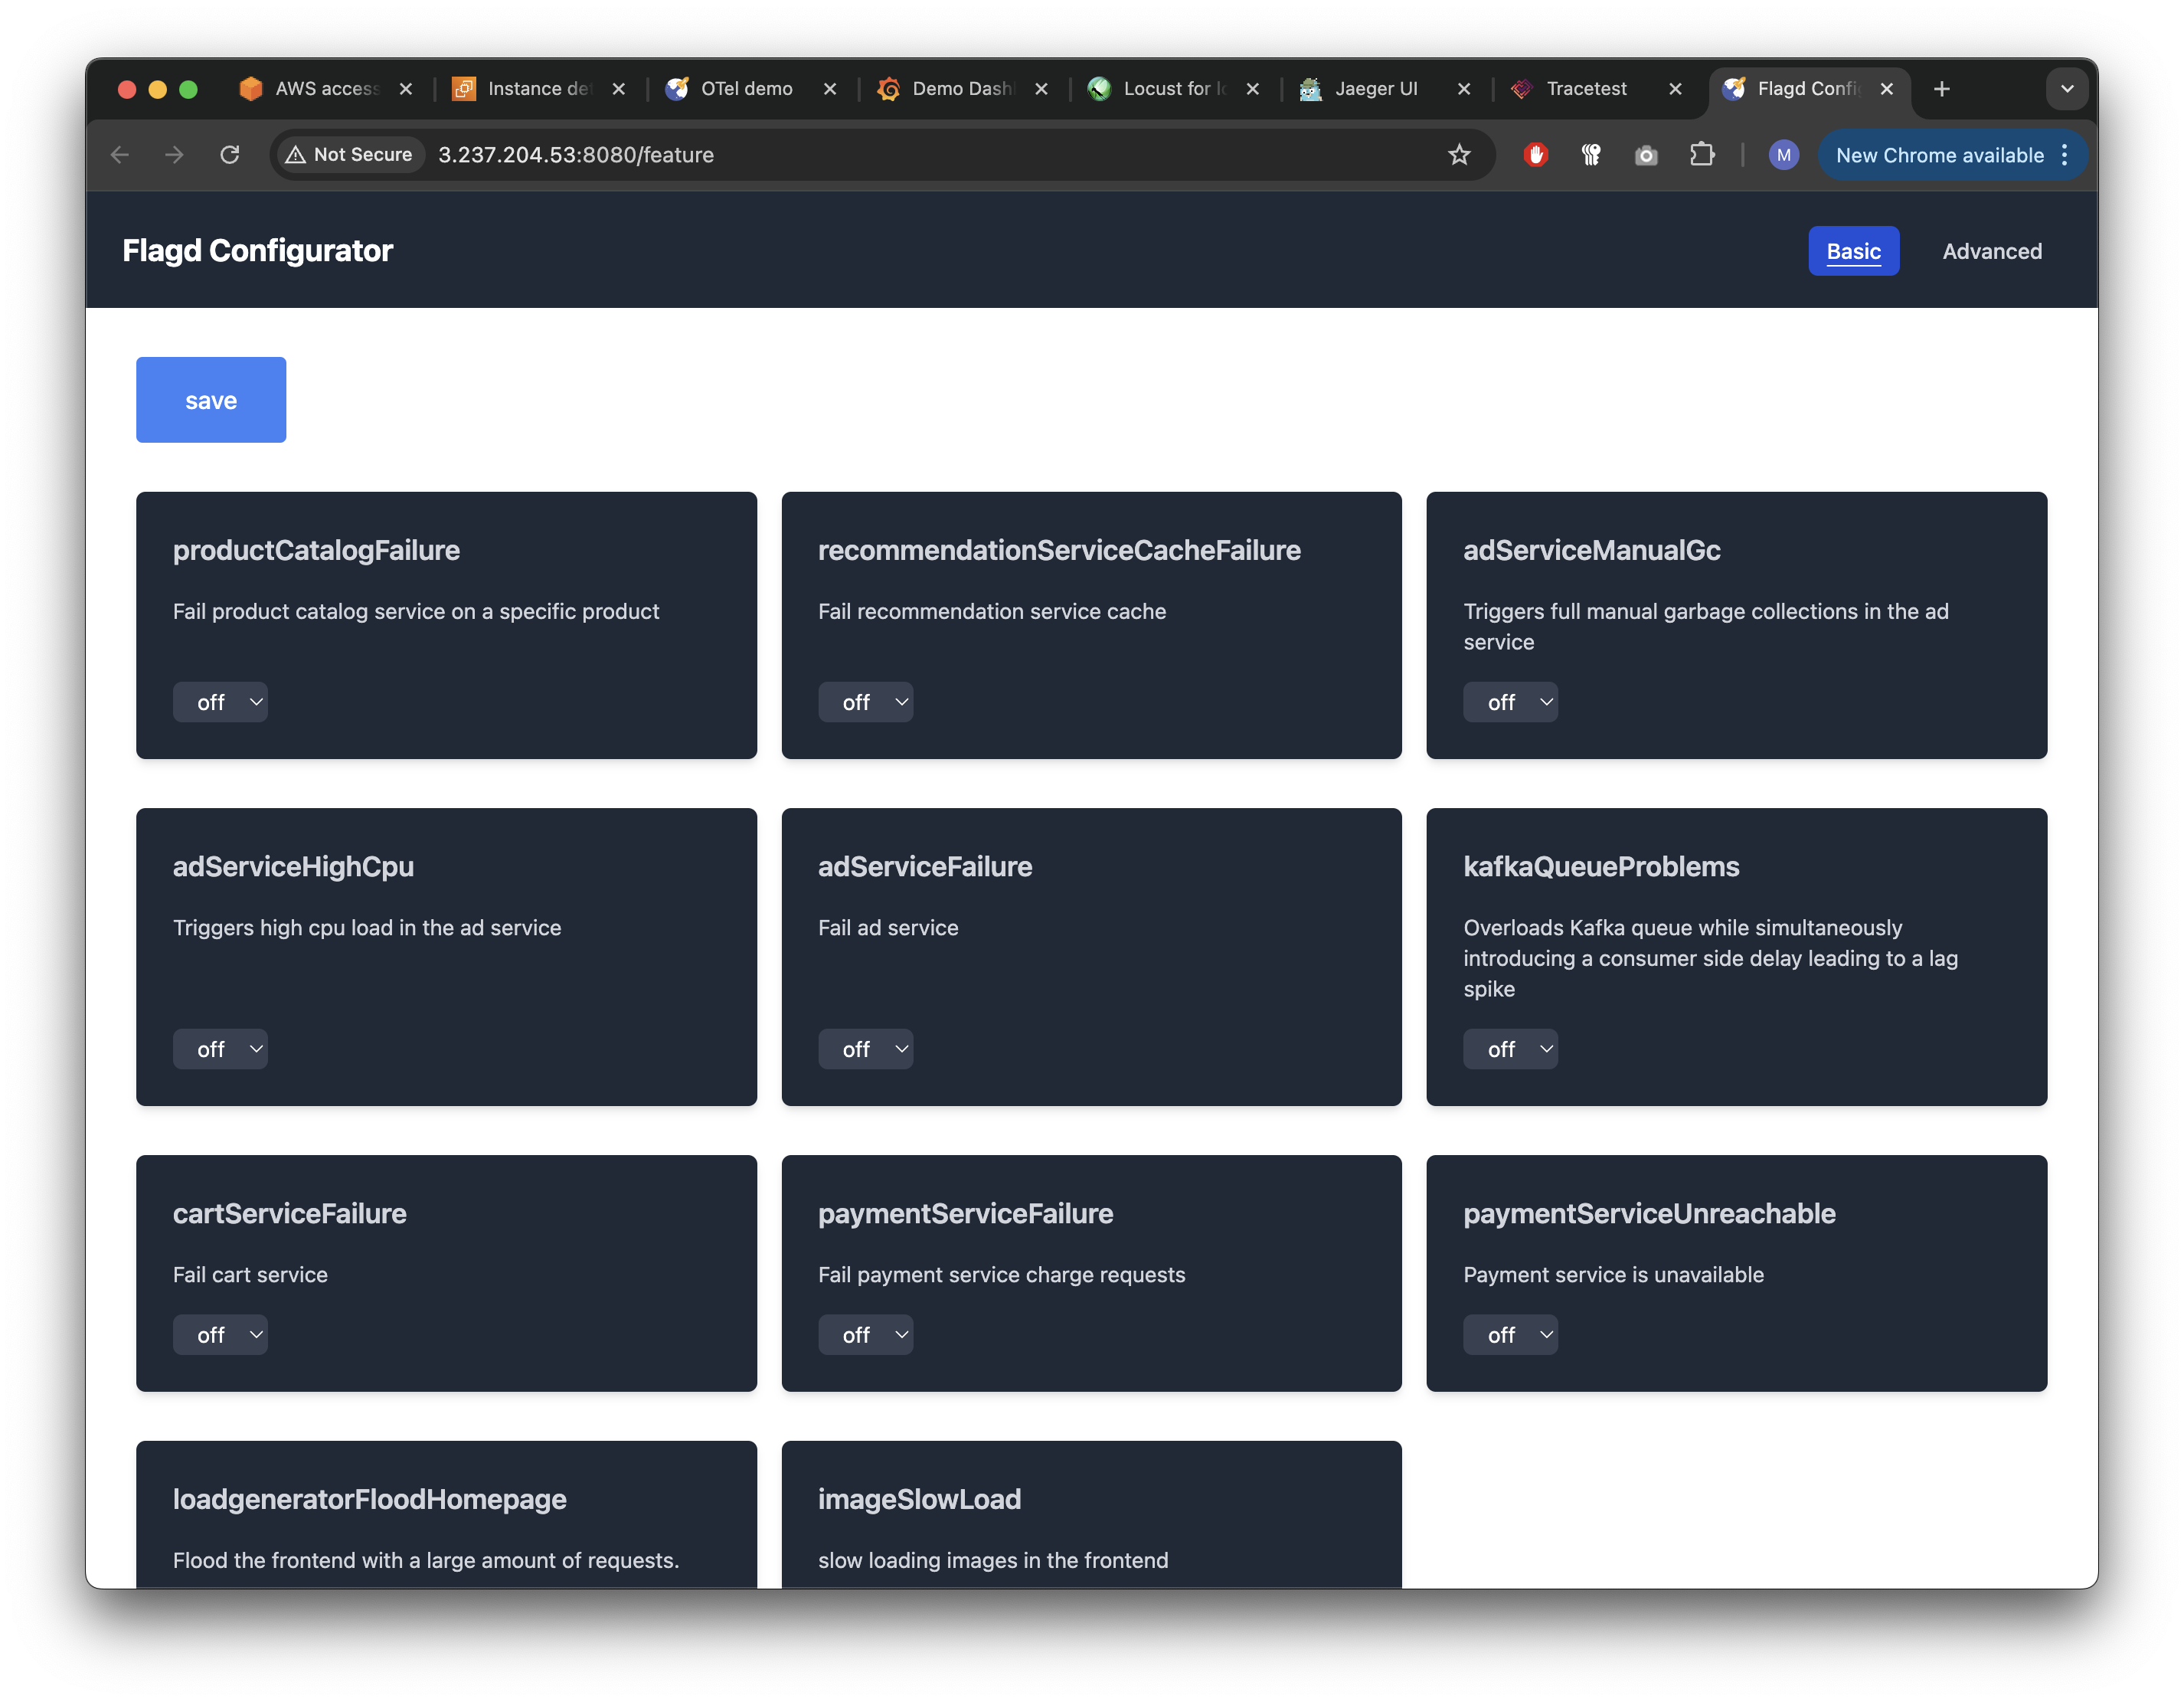 AWS access
Instance de
OTel demo
Demo Dash
Locust for lo
Jaeger UI
Tracetest
Flagd Confi
Not Secure
3.237.204.53:8080/feature
M
New Chrome available
Flagd Configurator
Basic
Advanced
save
productCatalogFailure
Fail product catalog service on a specific product
off
recommendationServiceCacheFailure
Fail recommendation service cache
off
adServiceManualGc
Triggers full manual garbage collections in the ad
service
off
adServiceHighCpu
Triggers high cpu load in the ad service
off
adServiceFailure
Fail ad service
off
kafkaQueueProblems
Overloads Kafka queue while simultaneously
introducing a consumer side delay leading to a lag
spike
off
cartServiceFailure
Fail cart service
off
paymentServiceFailure
Fail payment service charge requests
off
paymentServiceUnreachable
Payment service is unavailable
off
loadgeneratorFloodHomepage
Flood the frontend with a large amount of requests.
imageSlowLoad
slow loading images in the frontend